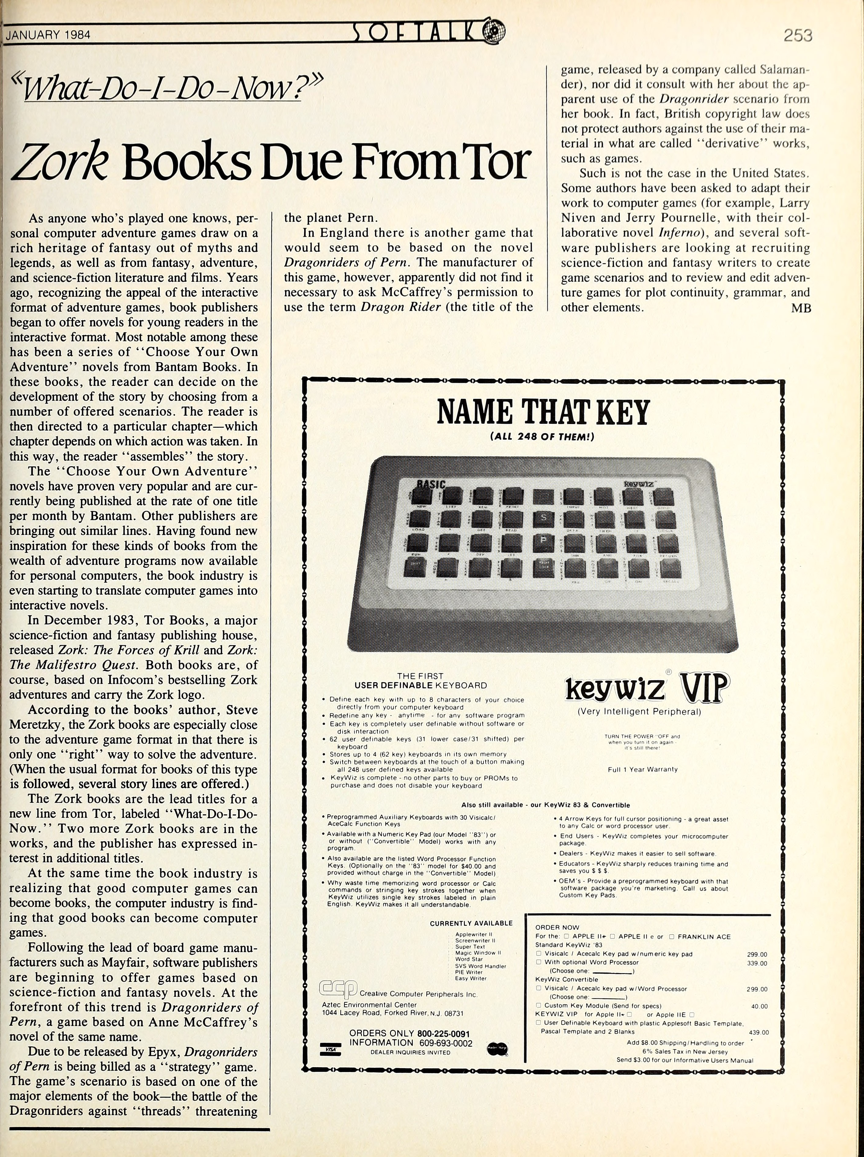 JANUARY 1984
SOFTALK
253
“What-Do-I-Do-Now?”
Zork Books Due From Tor
As anyone who's played one knows, per-
sonal computer adventure games draw on a
rich heritage of fantasy out of myths and
legends, as well as from fantasy, adventure,
and science-fiction literature and films. Years
ago, recognizing the appeal of the interactive
format of adventure games, book publishers
began to offer novels for young readers in the
interactive format. Most notable among these
has been a series of "Choose Your Own
Adventure" novels from Bantam Books. In
these books, the reader can decide on the
development of the story by choosing from a
number of offered scenarios. The reader is
then directed to a particular chapter—which
chapter depends on which action was taken. In
this way, the reader "assembles" the story.
The "Choose Your Own Adventure"
novels have proven very popular and are cur-
rently being published at the rate of one title
per month by Bantam. Other publishers are
bringing out similar lines. Having found new
inspiration for these kinds of books from the
wealth of adventure programs now available
for personal computers, the book industry is
even starting to translate computer games into
interactive novels.
In December 1983, Tor Books, a major
science-fiction and fantasy publishing house,
released Zork: The Forces of Krill and Zork:
The Malifestro Quest. Both books are, of
course, based on Infocom's bestselling Zork
adventures and carry the Zork logo.
According to the books' author, Steve
Meretzky, the Zork books are especially close
to the adventure game format in that there is
only one "right" way to solve the adventure.
(When the usual format for books of this type
is followed, several story lines are offered.)
The Zork books are the lead titles for a
new line from Tor, labeled "What-Do-I-Do-
Now." Two more Zork books are in the
works, and the publisher has expressed in-
terest in additional titles.
At the same time the book industry is
realizing that good computer games can
become books, the computer industry is find-
ing that good books can become computer
games.
Following the lead of board game manu-
facturers such as Mayfair, software publishers
are beginning to offer games based on
science-fiction and fantasy novels. At the
forefront of this trend is Dragonriders of
Pern, a game based on Anne McCaffrey's
novel of the same name.
Due to be released by Epyx, Dragonriders
of Pern is being billed as a "strategy" game.
The game's scenario is based on one of the
major elements of the book—the battle of the
Dragonriders against "threads" threatening
the planet Pern.
In England there is another game that
would seem to be based on the novel
Dragonriders of Pern. The manufacturer of
this game, however, apparently did not find it
necessary to ask McCaffrey's permission to
use the term Dragon Rider (the title of the
game, released by a company called Salaman-
der), nor did it consult with her about the ap-
parent use of the Dragonrider scenario from
her book. In fact, British copyright law does
not protect authors against the use of their ma-
terial in what are called "derivative" works,
such as games.
Such is not the case in the United States.
Some authors have been asked to adapt their
work to computer games (for example, Larry
Niven and Jerry Pournelle, with their col-
laborative novel Inferno), and several soft-
ware publishers are looking at recruiting
science-fiction and fantasy writers to create
game scenarios and to review and edit adven-
ture games for plot continuity, grammar, and
other elements. MB
NAME THAT KEY
(ALL 248 OF THEM!)
BASIC
keywiz
S
P
THE FIRST
USER DEFINABLE KEYBOARD
• Define each key with up to 8 characters of your choice
directly from your computer keyboard
• Redefine any key - anytime - for any software program
• Each key is completely user definable without software or
disk interaction
• 62 user definable keys (31 lower case/31 shifted) per
keyboard
• Stores up to 4 (62 key) keyboards in its own memory
• Switch between keyboards at the touch of a button making
all 248 user defined keys available
• KeyWiz is complete - no other parts to buy or PROMs to
purchase and does not disable your keyboard
keywiz® VIP
(Very Intelligent Peripheral)
TURN THE POWER "OFF and
when you turn it on again
it's still there!
Full 1 Year Warranty
Also still available - our KeyWiz 83 & Convertible
• Preprogrammed Auxiliary Keyboards with 30 Visicalc/
AceCalc Function Keys
• Available with a Numeric Key Pad (our Model "83") or
or without ("Convertible" Model) works with any
program.
• Also available are the listed Word Processor Function
Keys. (Optionally on the "83" model for $40.00 and
provided without charge in the "Convertible" Model)
• Why waste time memorizing word processor or Calc
commands or stringing key strokes together when
KeyWiz utilizes single key strokes labeled in plain
English. KeyWiz makes it all understandable.
• 4 Arrow Keys for full cursor positioning - a great asset
to any Calc or word processor user.
• End Users - KeyWiz completes your microcomputer
package.
• Dealers - KeyWiz makes it easier to sell software.
• Educators - KeyWiz sharply reduces training time and
saves you $ $ $.
• OEM's - Provide a preprogrammed keyboard with that
software package you're marketing. Call us about
Custom Key Pads.
CURRENTLY AVAILABLE
Applewriter II
Screenwriter II
Super Text
Magic Window II
Word Star
SVS Word Handler
PIE Writer
Easy Writer
ccp Creative Computer Peripherals Inc.
Aztec Environmental Center
1044 Lacey Road, Forked River, N.J. 08731
ORDERS ONLY 800-225-0091
INFORMATION 609-693-0002
DEALER INQUIRIES INVITED
VISA
ORDER NOW
For the: □ APPLE II+ □ APPLE II e or □ FRANKLIN ACE
Standard KeyWiz '83
□ Visicalc / Acecalc Key pad w/numeric key pad 299.00
□ With optional Word Processor 339.00
(Choose one: ________)
KeyWiz Convertible
□ Visicalc / Acecalc key pad w/Word Processor 299.00
(Choose one: ________)
□ Custom Key Module (Send for specs) 40.00
KEYWIZ VIP for Apple II+ □ or Apple IIE □
□ User Definable Keyboard with plastic Applesoft Basic Template,
Pascal Template and 2 Blanks 439.00
Add $8.00 Shipping/Handling to order
6% Sales Tax in New Jersey
Send $3.00 for our Informative Users Manual